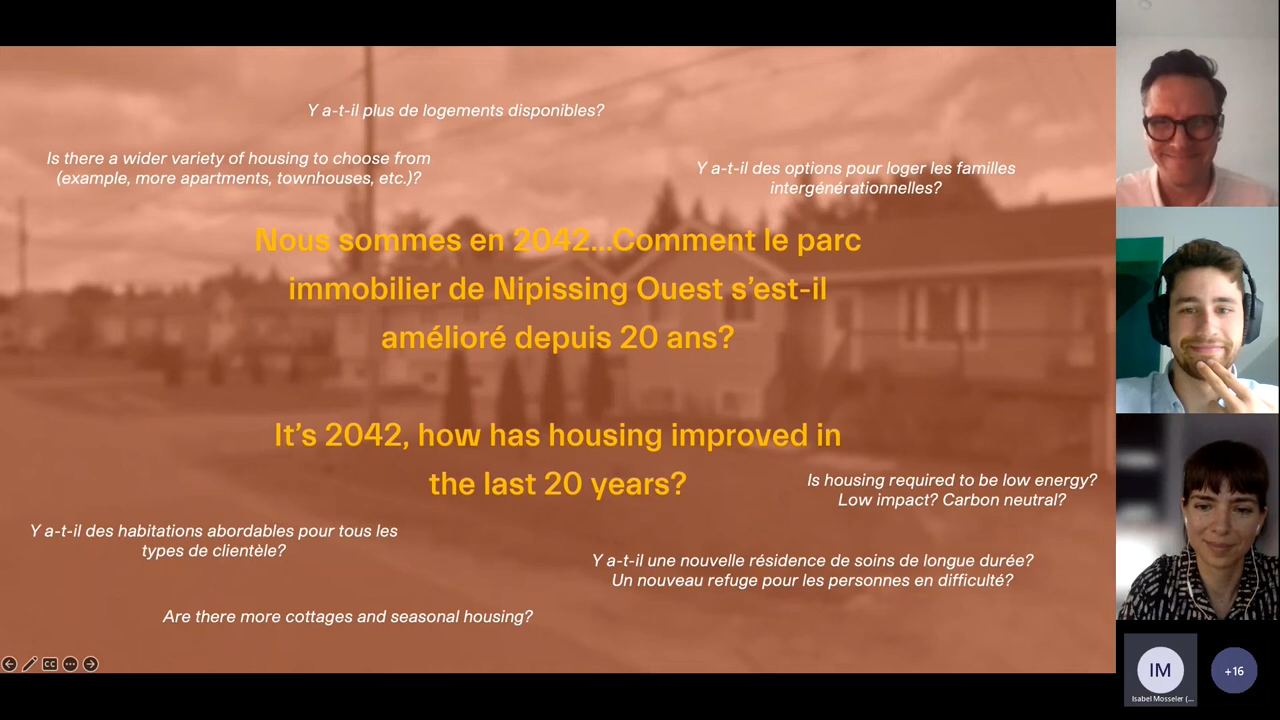 Y a-t-il plus de logements disponibles?
Is there a wider variety of housing to choose from
(example, more apartments, townhouses, etc.)?
Y a-t-il des options pour loger les familles
intergénérationnelles?
Nous sommes en 2042...Comment le parc
immobilier de Nipissing Ouest s’est-il
amélioré depuis 20 ans?
It’s 2042, how has housing improved in
the last 20 years?
Is housing required to be low energy?
Low impact? Carbon neutral?
Y a-t-il des habitations abordables pour tous les
types de clientèle?
Y a-t-il une nouvelle résidence de soins de longue durée?
Un nouveau refuge pour les personnes en difficulté?
Are there more cottages and seasonal housing?
CC
IM
+16
Isabel Mosseler (...